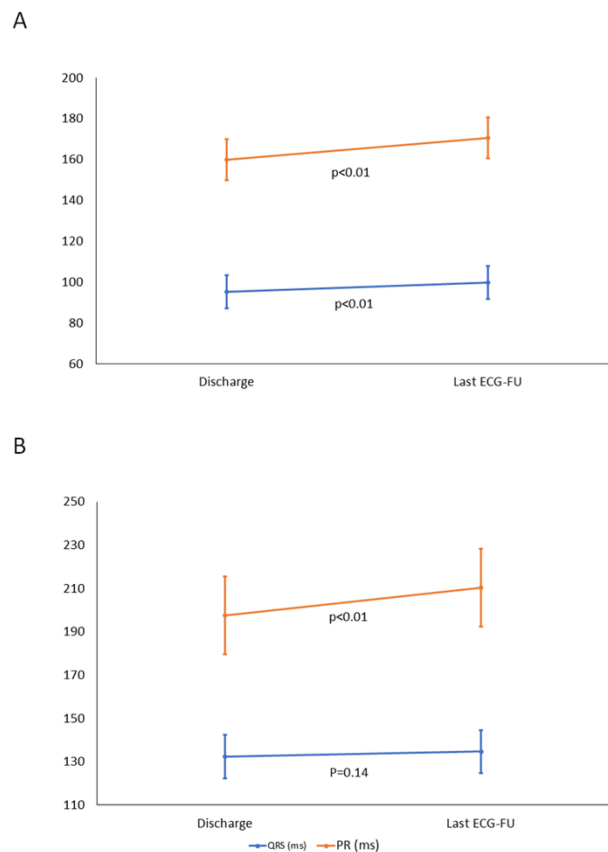 A
200
180
160
p<0.01
140
120
100
p<0.01
80
60
Discharge Last ECG-FU
B
250
230
210
p<0.01
190
170
150
130
P=0.14
110
Discharge Last ECG-FU
QRS (ms) PR (ms)